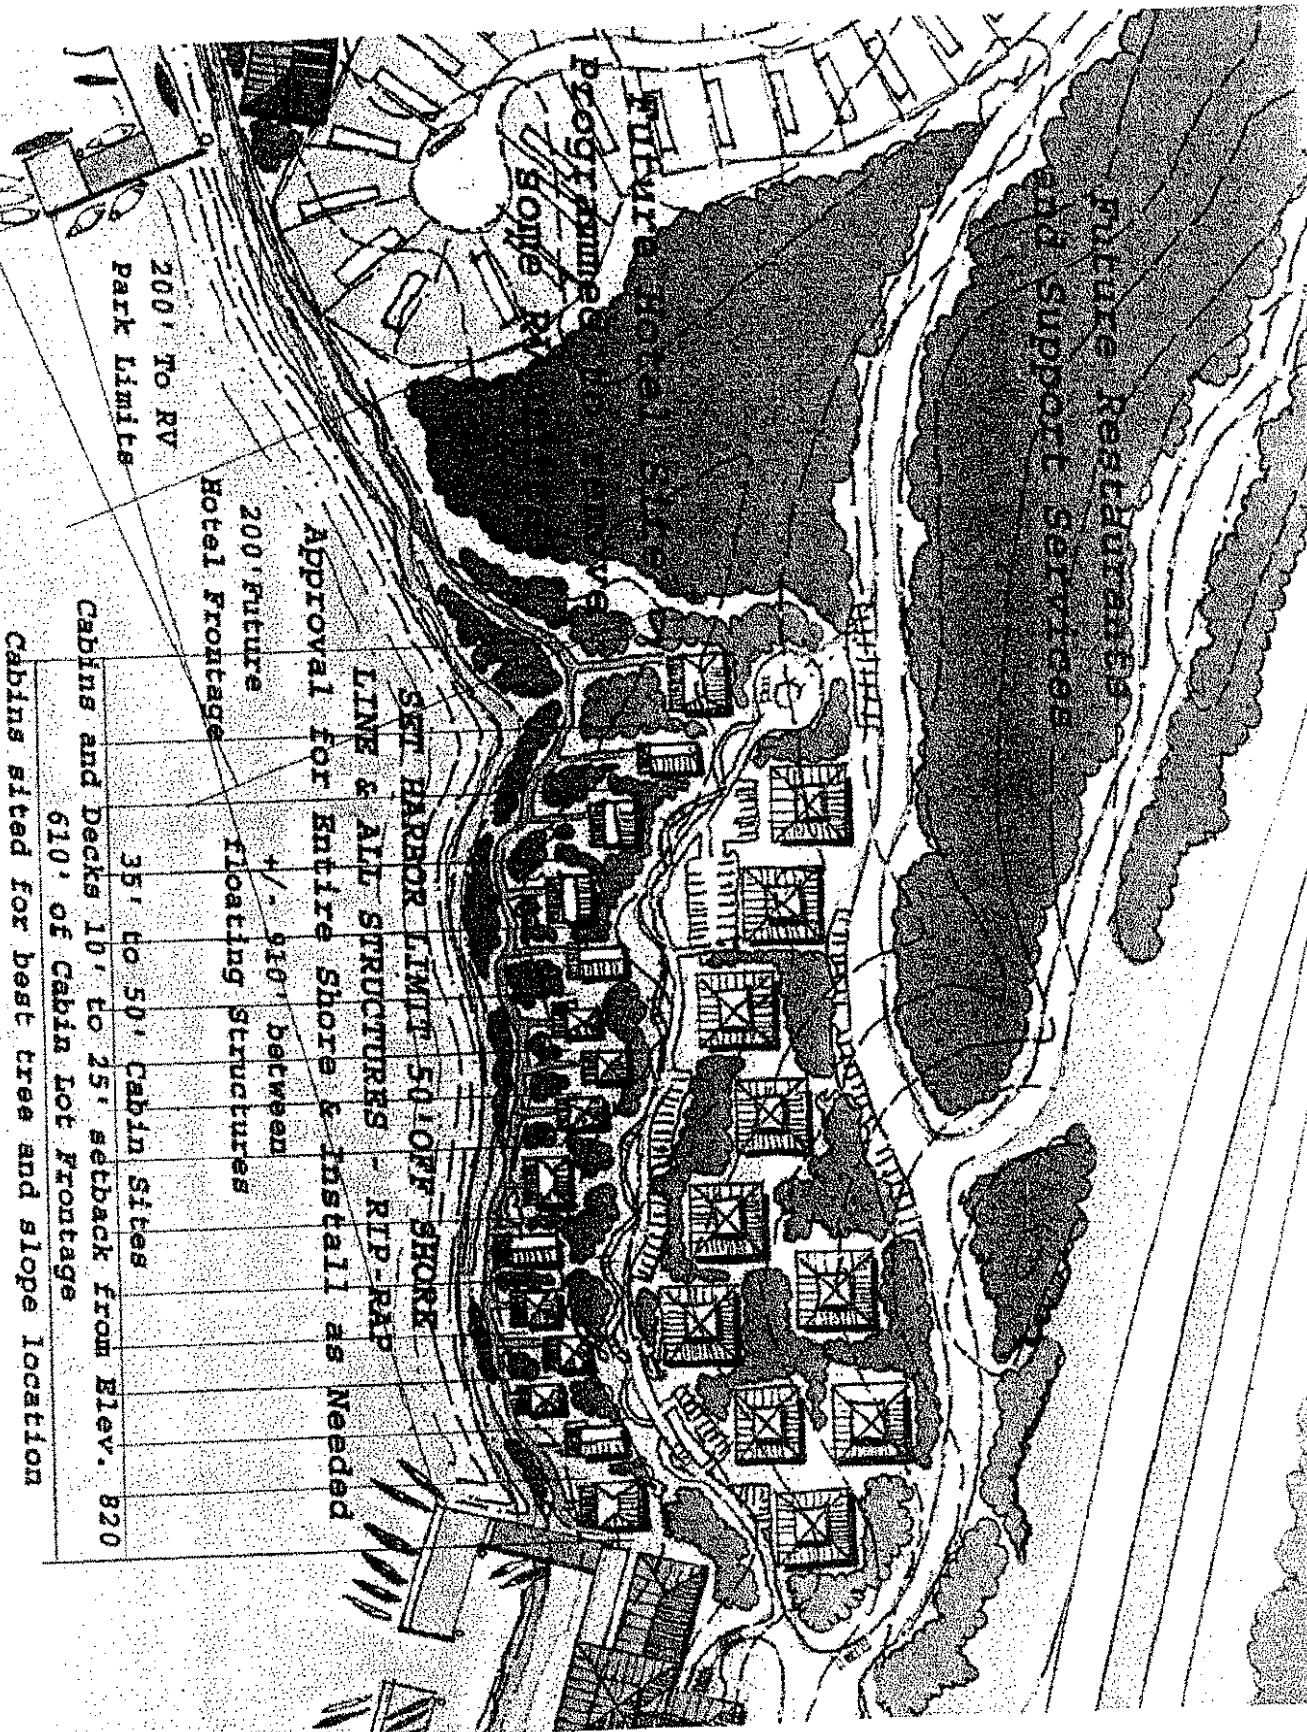 Future Restaurants
and Support Services
Future Hotel Site
Programmed
Some RV
200' To RV
Park Limits
200' Future
Hotel Frontage
SET HARBOR LIMIT 50' OFF SHORE
LINE & ALL STRUCTURES - RIP-RAP
Approval for Entire Shore & Install as Needed
+/- 910' between
floating structures
35' to 50' Cabin Sites
Cabins and Decks 10' to 25' setback from Elev. 820
610' of Cabin Lot Frontage
Cabins sited for best tree and slope location